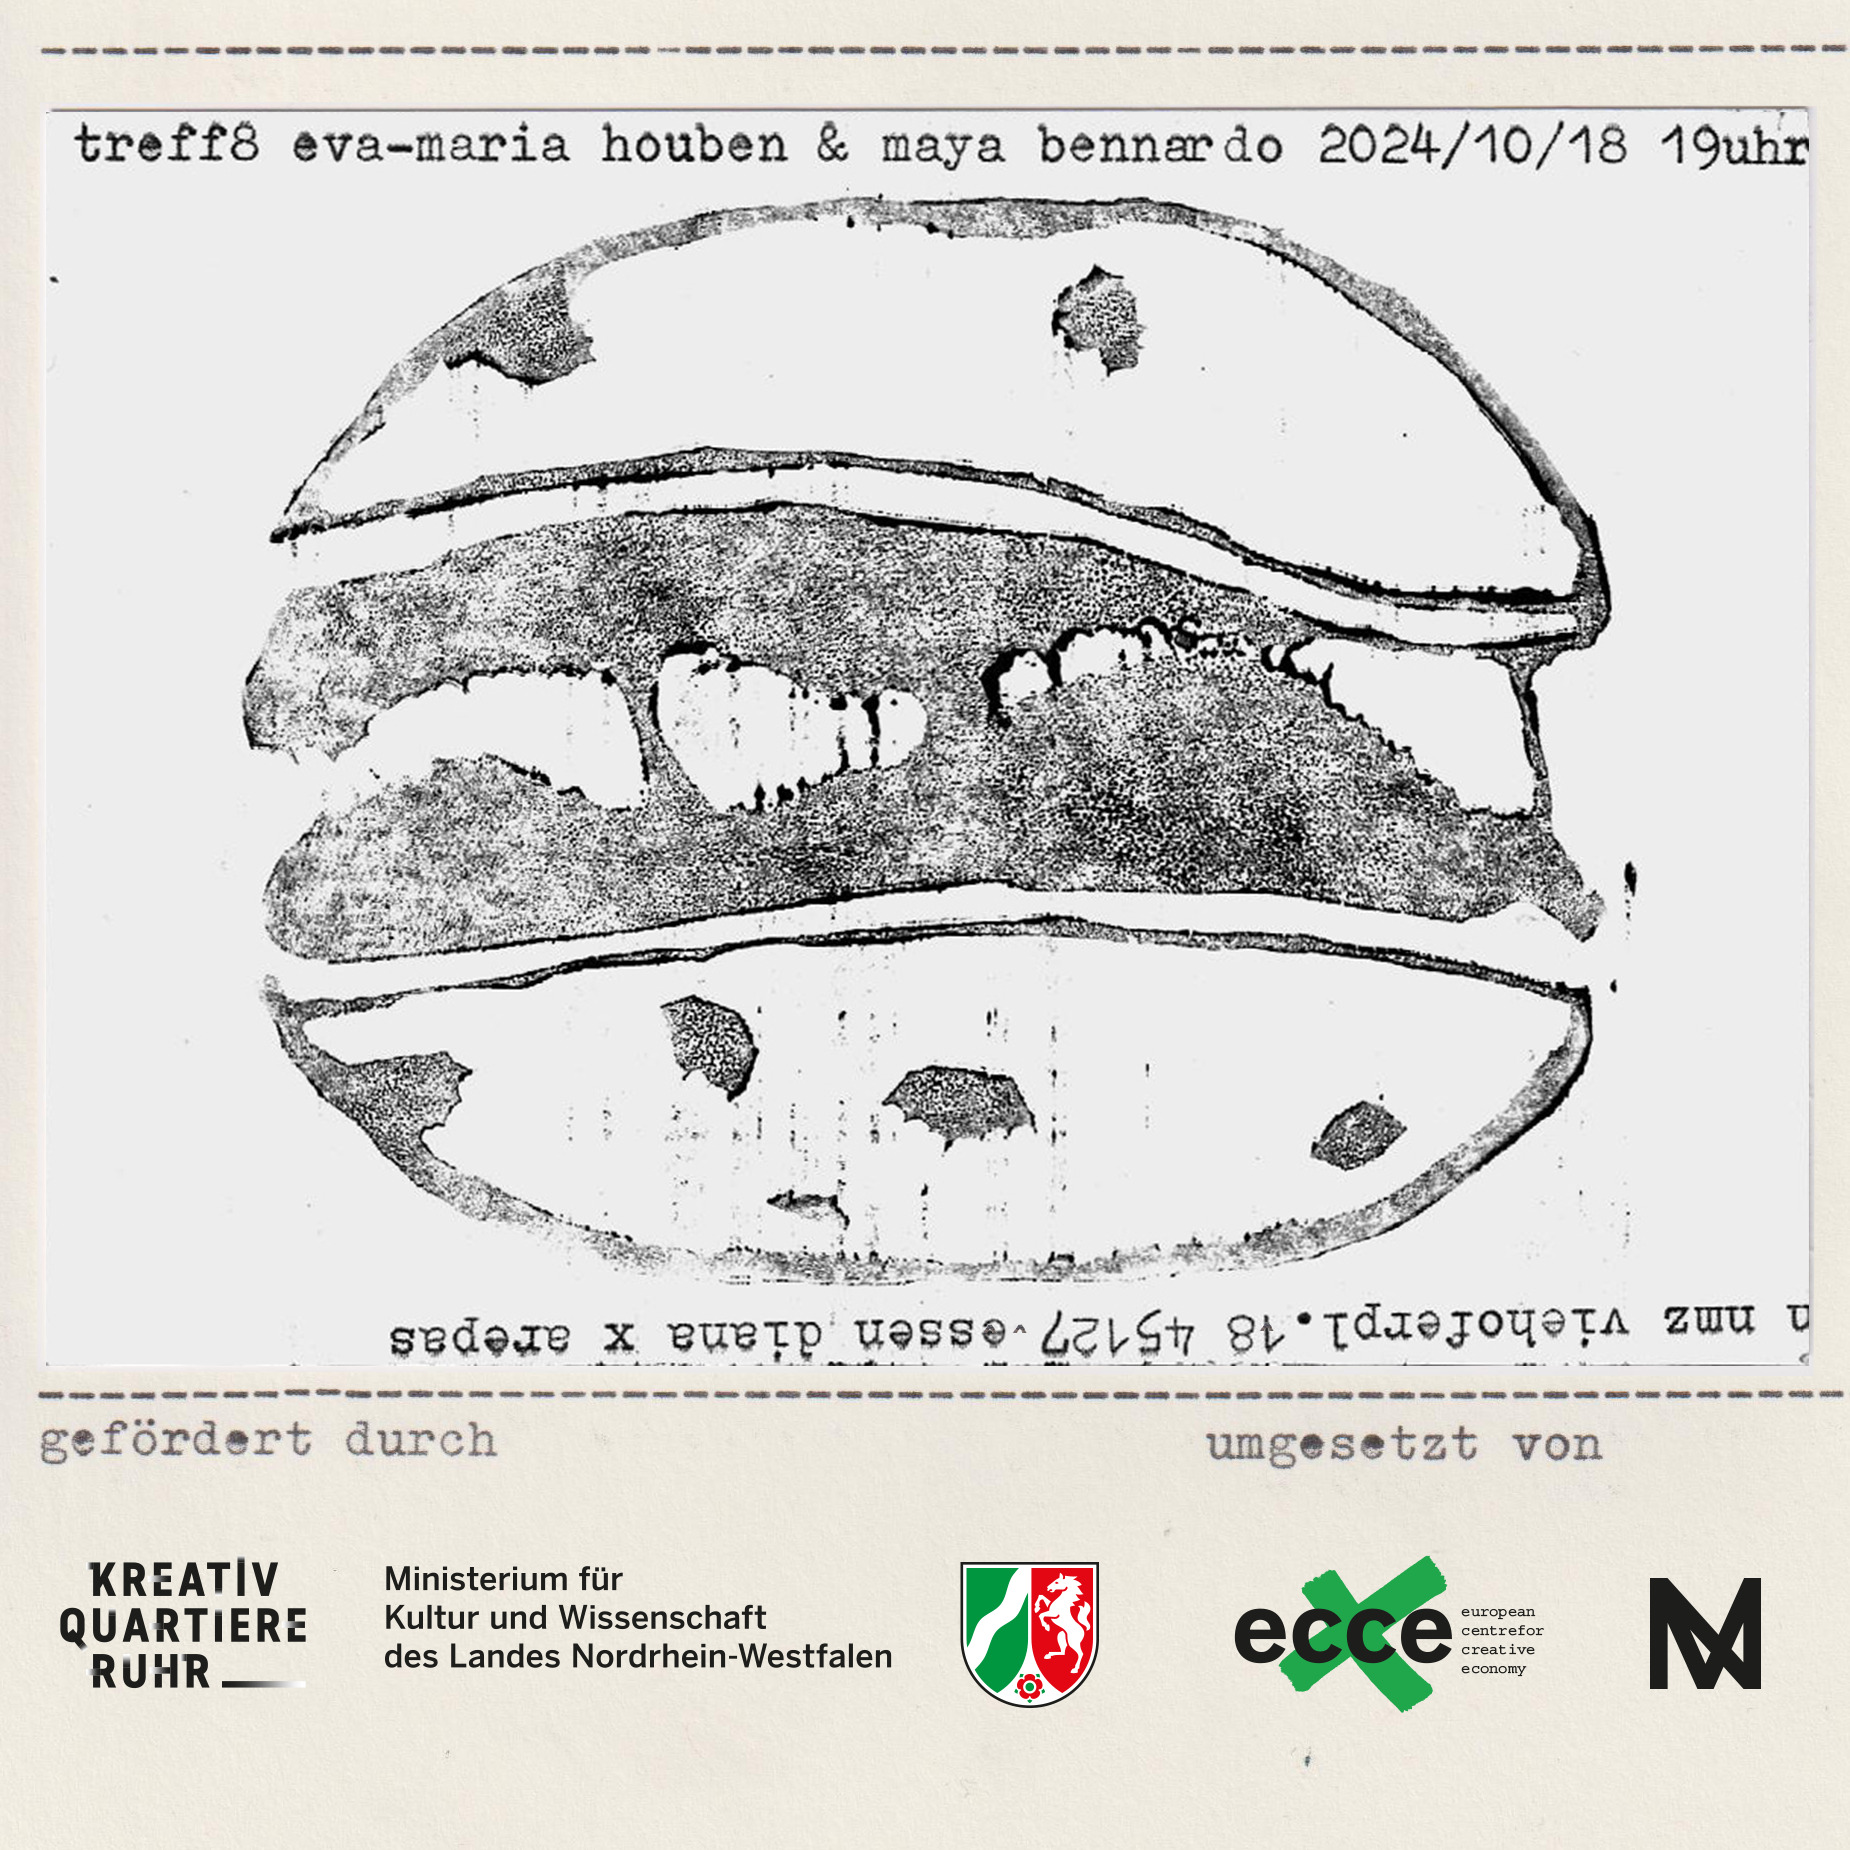 treff8 eva-maria houben & maya bennardo 2024/10/18 19uhr
nmz viehoferpl. 18 45127 essen diana x arepas
gefördert durch
umgesetzt von
KREATIV
QUARTIERE
RUHR
Ministerium für
Kultur und Wissenschaft
des Landes Nordrhein-Westfalen
ecce
european
centrefor
creative
economy